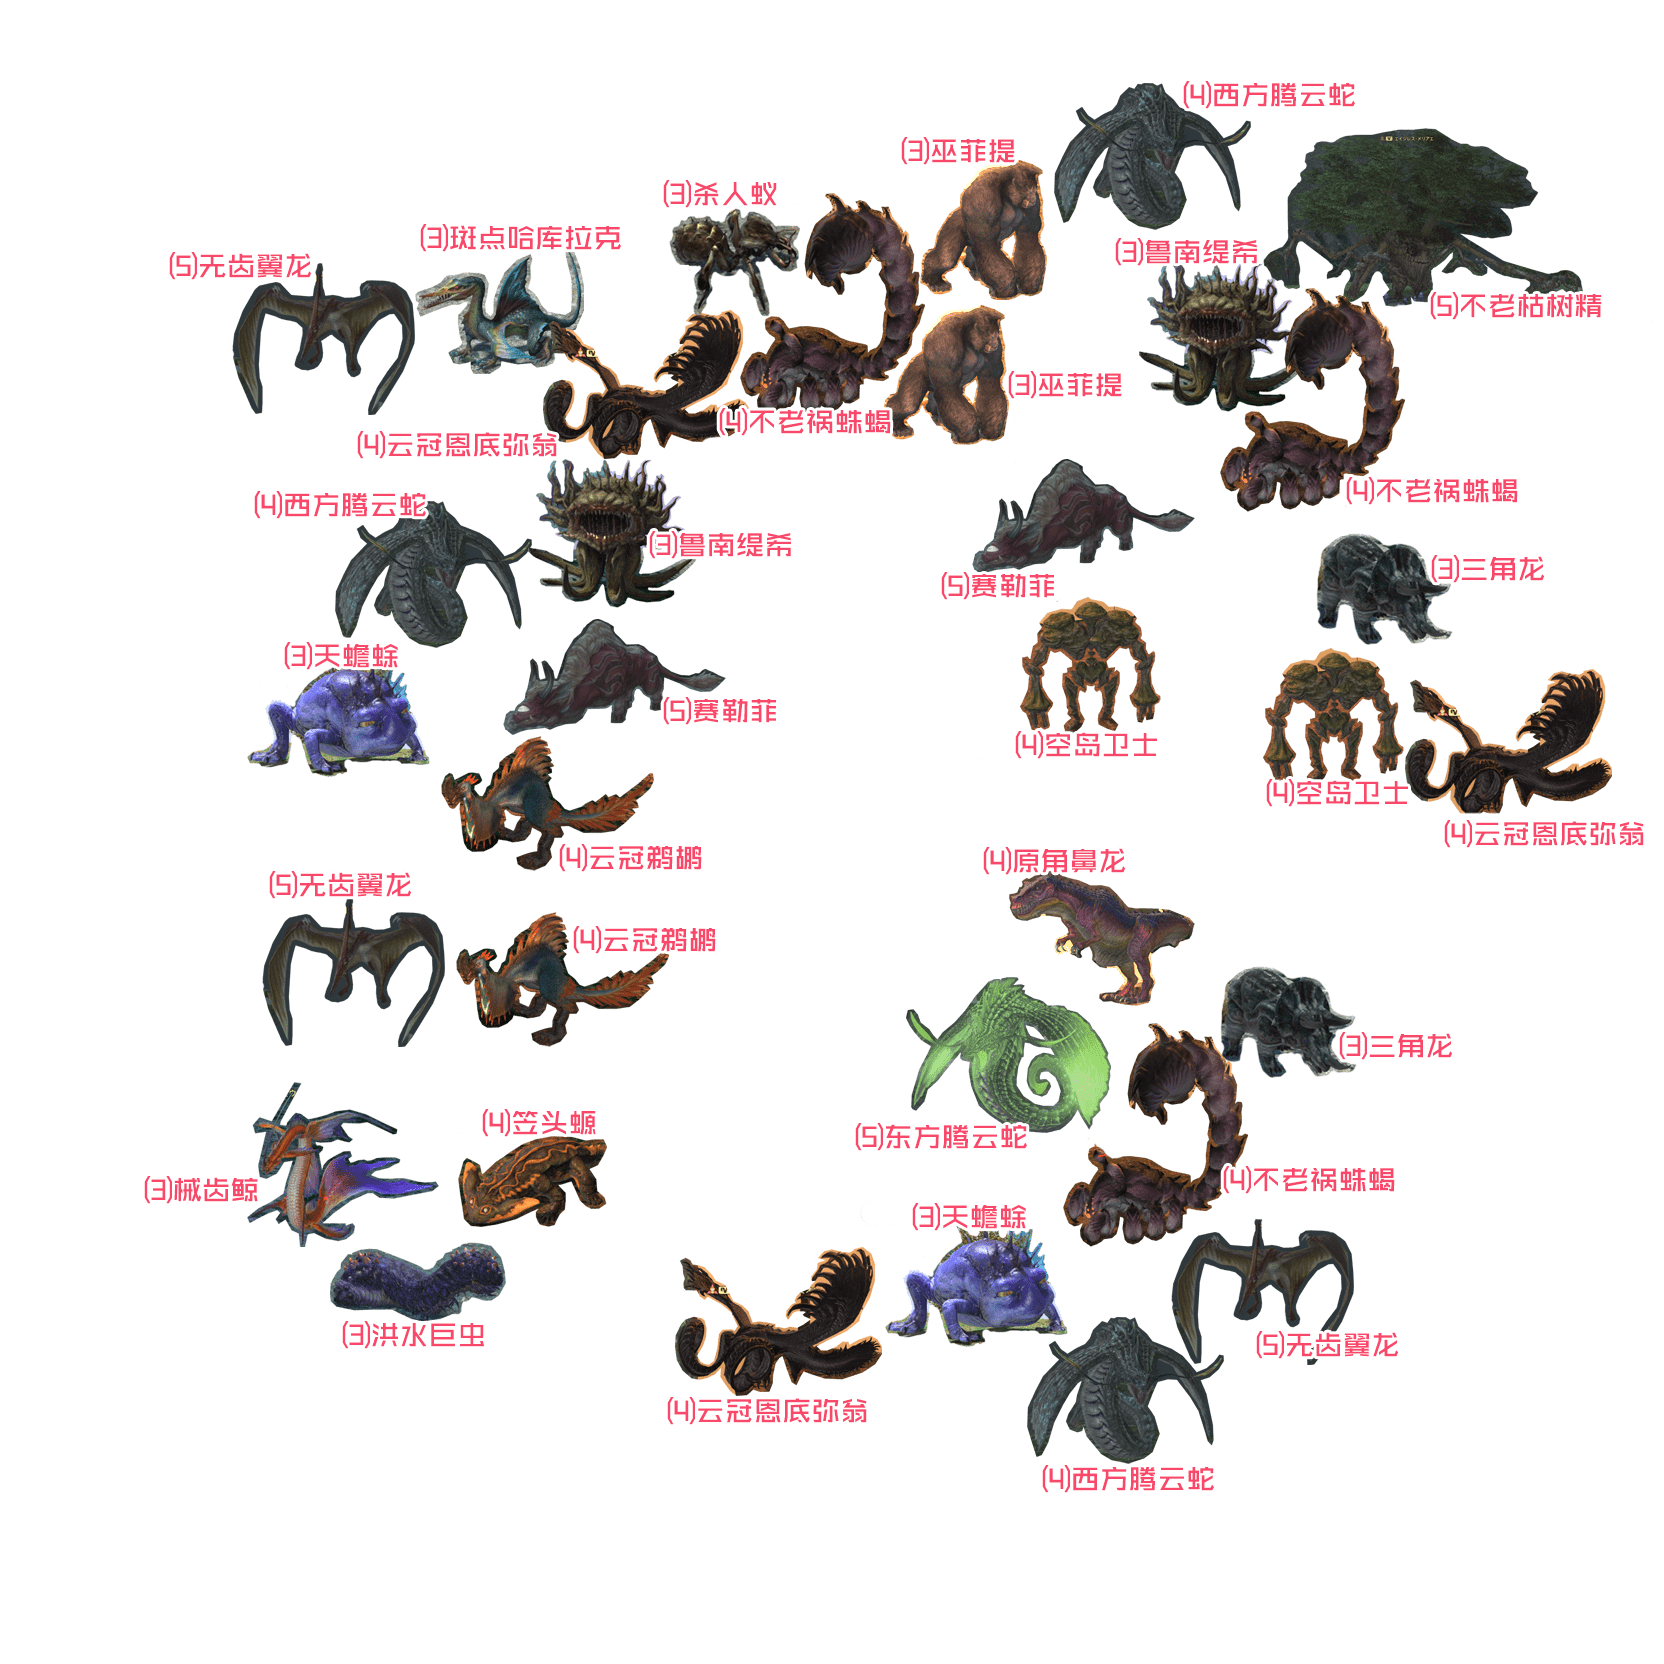 (4)西方腾云蛇
(3)巫菲提
(3)杀人蚁
(3)斑点哈库拉克
(3)鲁南缇希
(5)无齿翼龙
(5)不老枯树精
(3)巫菲提
(4)不老祸蛛蝎
(4)云冠恩底弥翁
(4)不老祸蛛蝎
(4)西方腾云蛇
(3)鲁南缇希
(3)三角龙
(5)赛勒菲
(3)天蟾蜍
(5)赛勒菲
(4)空岛卫士
(4)空岛卫士
(4)云冠恩底弥翁
(4)云冠鹈鹕
(4)原角鼻龙
(5)无齿翼龙
(4)云冠鹈鹕
(3)三角龙
(4)笠头螈
(5)东方腾云蛇
(4)不老祸蛛蝎
(3)械齿鲸
(3)天蟾蜍
(3)洪水巨虫
(5)无齿翼龙
(4)云冠恩底弥翁
(4)西方腾云蛇